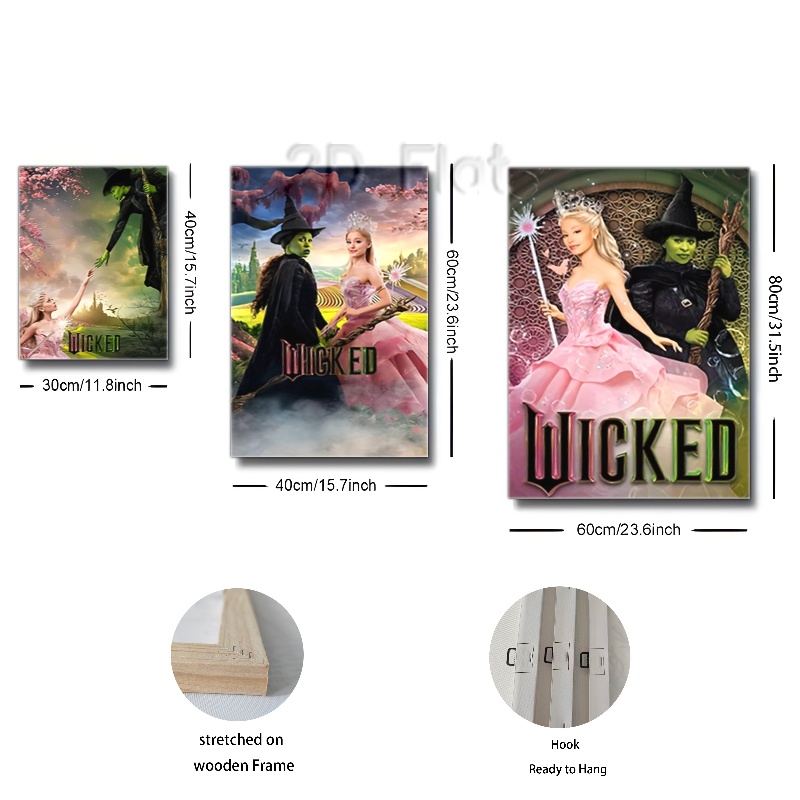 2D Flat
WICKED
WICKED
WICKED
40cm/15.7inch
60cm/23.6inch
80cm/31.5inch
30cm/11.8inch
40cm/15.7inch
60cm/23.6inch
stretched on
wooden Frame
Hook
Ready to Hang